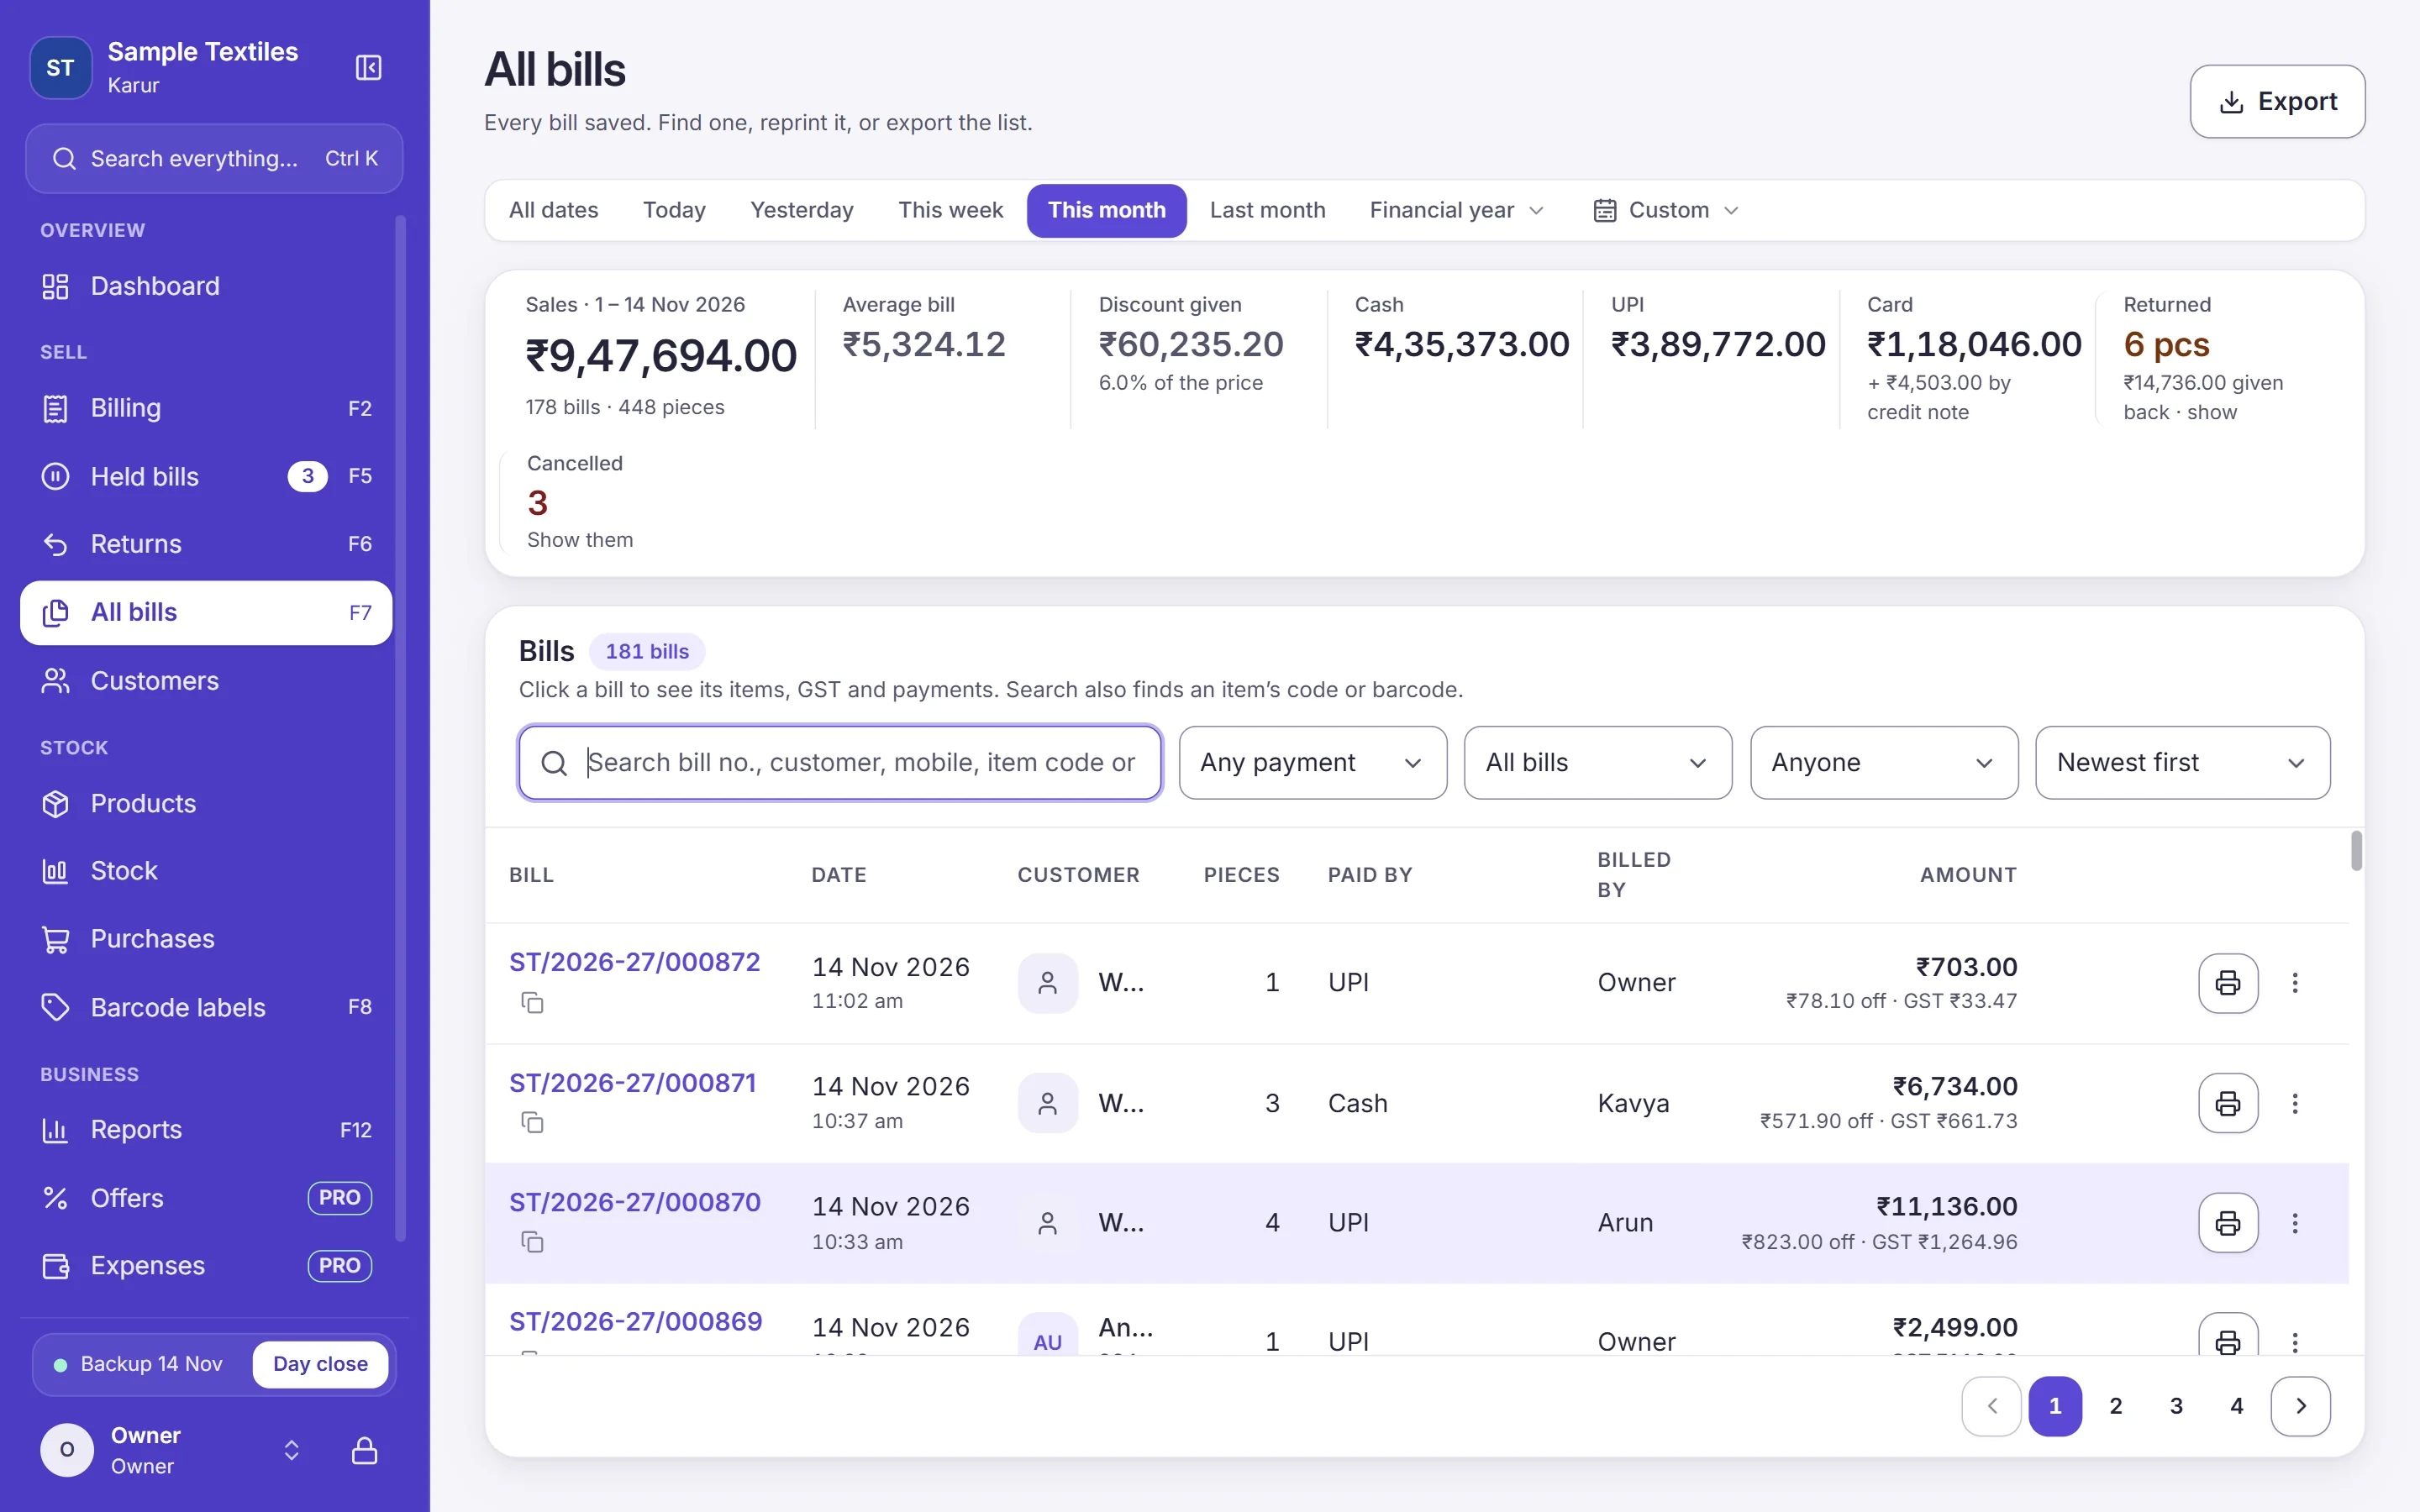 ST
Sample Textiles
Karur
Search everything... Ctrl K
OVERVIEW
Dashboard
SELL
Billing F2
Held bills 3 F5
Returns F6
All bills F7
Customers
STOCK
Products
Stock
Purchases
Barcode labels F8
BUSINESS
Reports F12
Offers PRO
Expenses PRO
Backup 14 Nov Day close
O
Owner
Owner
All bills
Every bill saved. Find one, reprint it, or export the list.
Export
All dates Today Yesterday This week This month Last month Financial year Custom
Sales · 1 – 14 Nov 2026
₹9,47,694.00
178 bills · 448 pieces
Average bill
₹5,324.12
Discount given
₹60,235.20
6.0% of the price
Cash
₹4,35,373.00
UPI
₹3,89,772.00
Card
₹1,18,046.00
+ ₹4,503.00 by
credit note
Returned
6 pcs
₹14,736.00 given
back · show
Cancelled
3
Show them
Bills 181 bills
Click a bill to see its items, GST and payments. Search also finds an item’s code or barcode.
Search bill no., customer, mobile, item code or Any payment All bills Anyone Newest first
BILL DATE CUSTOMER PIECES PAID BY BILLED BY AMOUNT
ST/2026-27/000872 14 Nov 2026 W... 1 UPI Owner ₹703.00
11:02 am ₹78.10 off · GST ₹33.47
ST/2026-27/000871 14 Nov 2026 W... 3 Cash Kavya ₹6,734.00
10:37 am ₹571.90 off · GST ₹661.73
ST/2026-27/000870 14 Nov 2026 W... 4 UPI Arun ₹11,136.00
10:33 am ₹823.00 off · GST ₹1,264.96
ST/2026-27/000869 14 Nov 2026 AU An... 1 UPI Owner ₹2,499.00
1 2 3 4